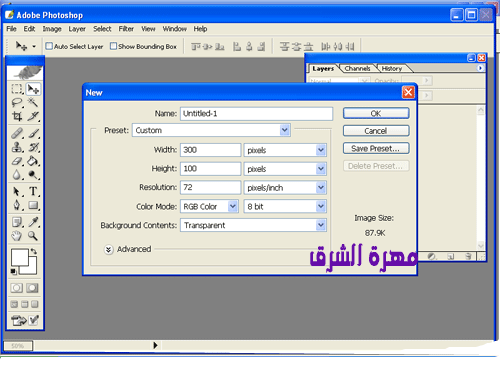 Adobe Photoshop
File Edit Image Layer Select Filter View Window Help
Auto Select Layer Show Bounding Box
Layers Channels History
Normal Opacity:
New
Name: Untitled-1
OK
Preset: Custom
Cancel
Width: 300 pixels
Save Preset...
Height: 100 pixels
Delete Preset...
Resolution: 72 pixels/inch
Color Mode: RGB Color 8 bit
Image Size:
Background Contents: Transparent
87.9K
Advanced
مهرة الشرق
50%